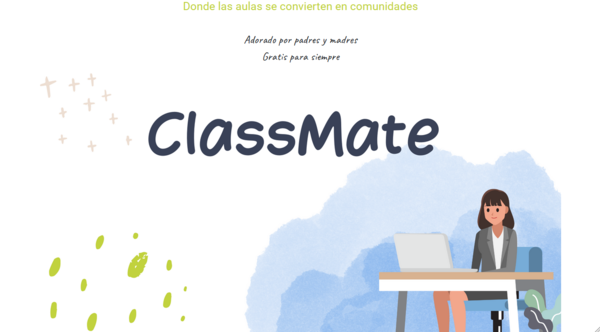 Donde las aulas se convierten en comunidades
Adorado por padres y madres
Gratis para siempre
ClassMate